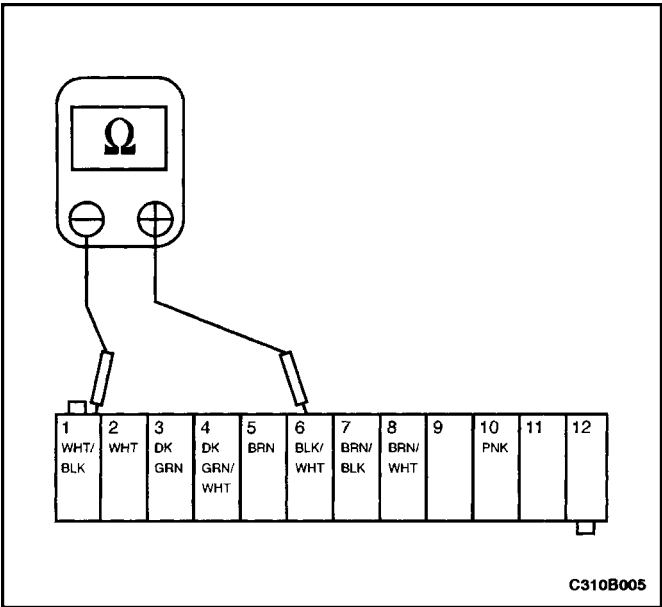 Ω
− +
1 2 3 4 5 6 7 8 9 10 11 12
WHT/ WHT DK DK BRN BLK/ BRN/ BRN/ PNK
BLK GRN GRN/ WHT BLK WHT
WHT
C310B005